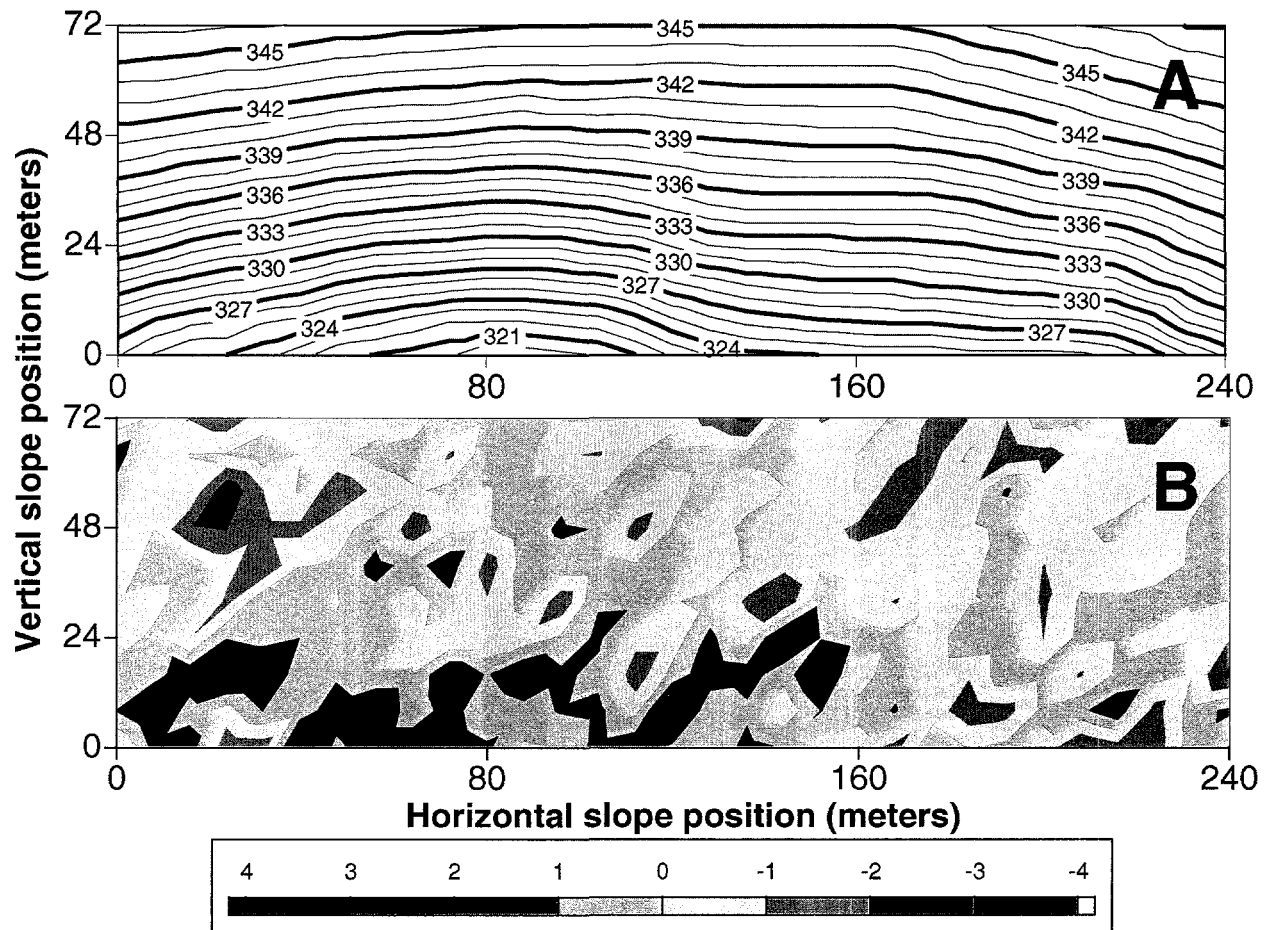 72
48
24
0
0 80 160 240
345 345 345
342 342 342
339 339 339
336 336 336
333 333 333
330 330 330
327 327 327
324 324
321
A
Vertical slope position (meters)
72
48
24
0
0 80 160 240
B
Horizontal slope position (meters)
4 3 2 1 0 -1 -2 -3 -4